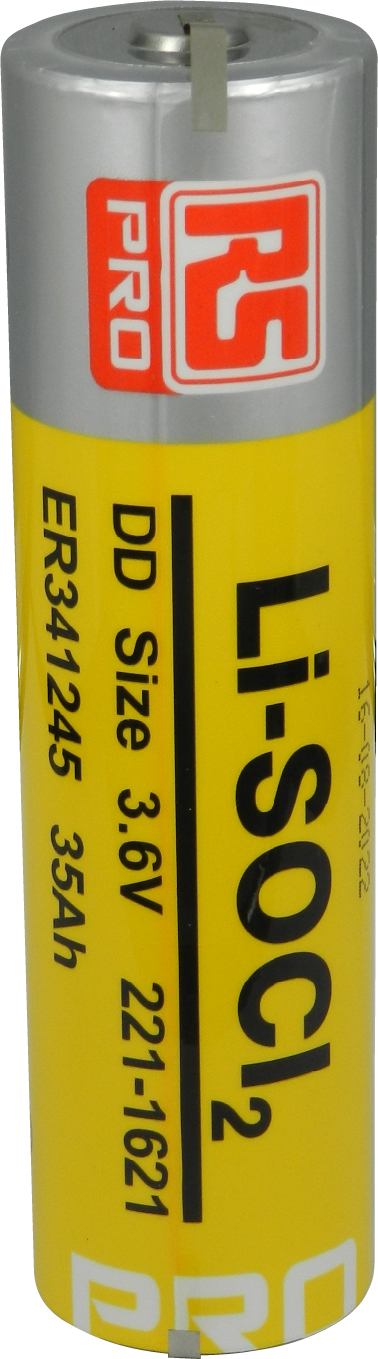 RS
PRO
16-08-2022
Li-SOCl2
DD Size 3.6V 221-1621
ER341245 35Ah
PRO